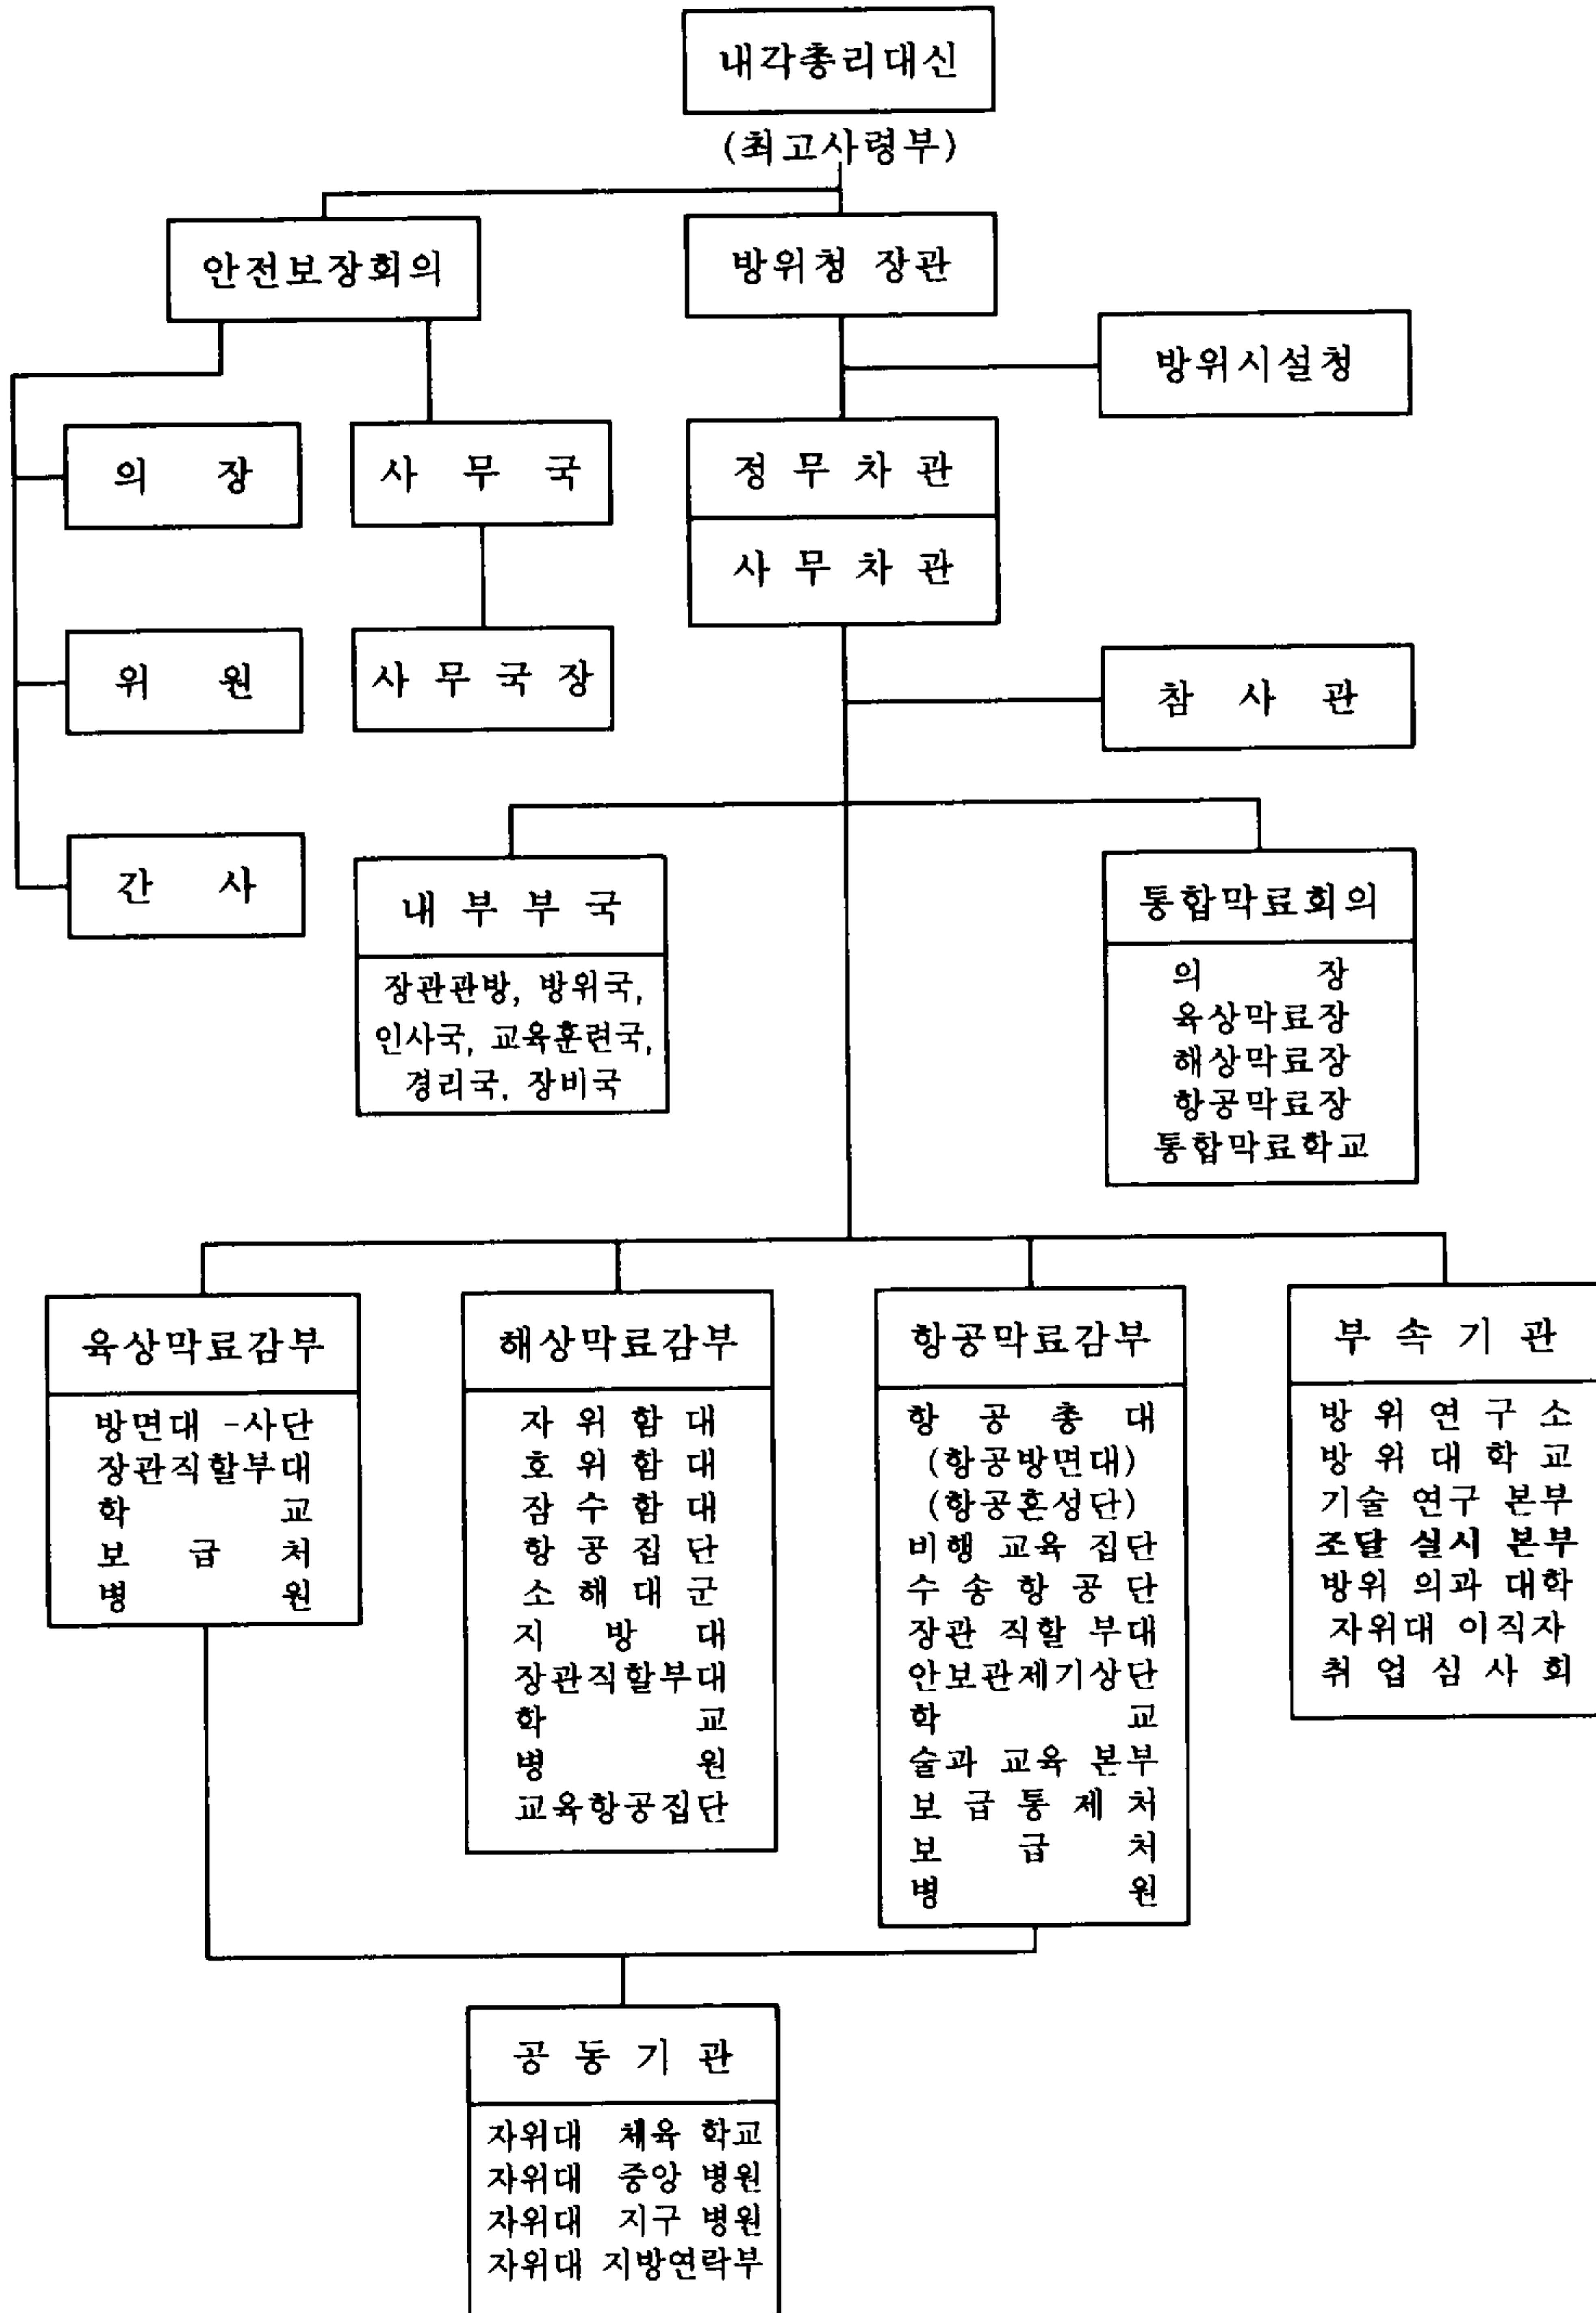 내각총리대신
(최고사령부)
안전보장회의
방위청 장관
방위시설청
의 장
사 무 국
정 무 차 관
사 무 차 관
위 원
사 무 국 장
참 사 관
간 사
내 부 부 국
장관관방, 방위국,
인사국, 교육훈련국,
경리국, 장비국
통합막료회의
의 장
육상막료장
해상막료장
항공막료장
통합막료학교
육상막료감부
방면대 -사단
장관직할부대
학 교
보 급 처
병 원
해상막료감부
자 위 함 대
호 위 함 대
잠 수 함 대
항 공 집 단
소 해 대 군
지 방 대
장관직할부대
학 교
병 원
교육항공집단
항공막료감부
항 공 총 대
(항공방면대)
(항공혼성단)
비행 교육 집단
수 송 항 공 단
장관 직할 부대
안보관제기상단
학 교
술과 교육 본부
보 급 통 제 처
보 급 처
병 원
부 속 기 관
방 위 연 구 소
방 위 대 학 교
기술 연구 본부
조달 실시 본부
방위 의과 대학
자위대 이직자
취 업 심 사 회
공 동 기 관
자위대 체육 학교
자위대 중앙 병원
자위대 지구 병원
자위대 지방연락부